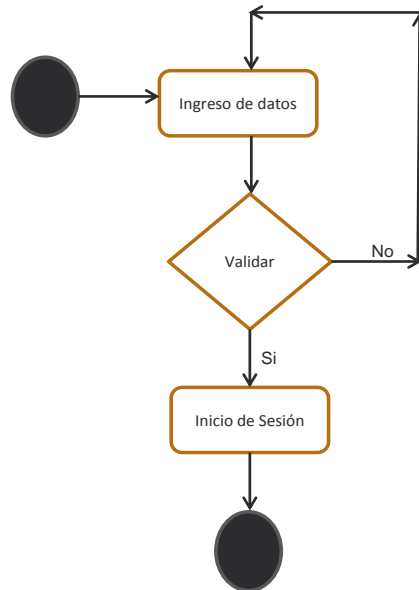 Ingreso de datos
Validar
No
Si
Inicio de Sesión